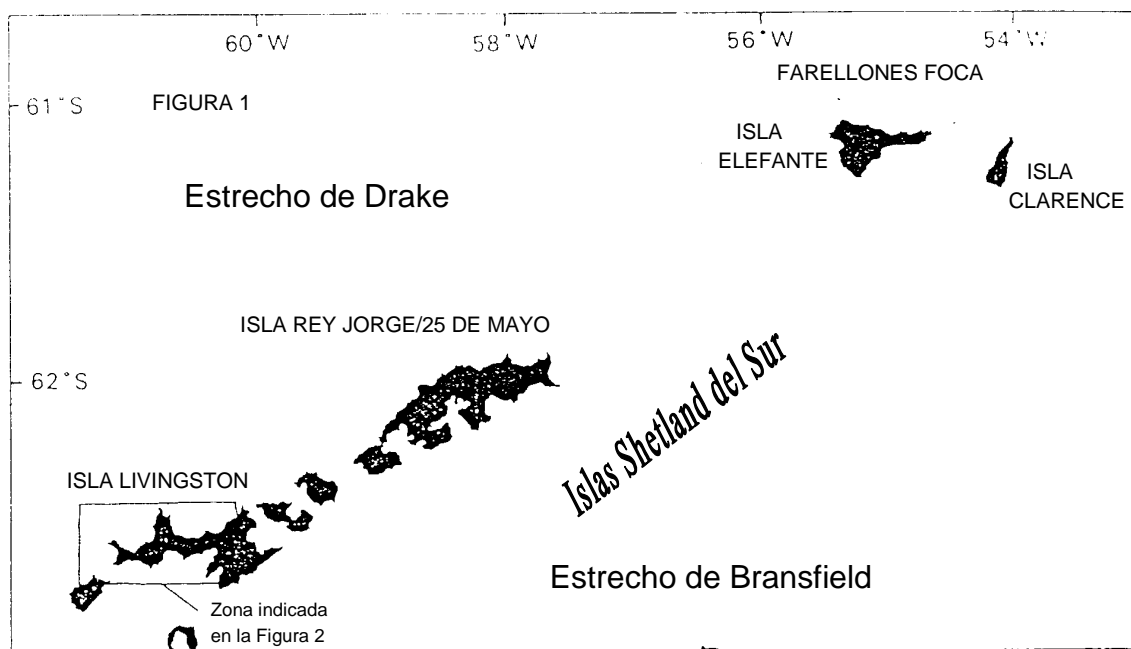 60°W
58°W
56°W
54°W
FARELLONES FOCA
61°S
FIGURA 1
ISLA
ELEFANTE
ISLA
CLARENCE
Estrecho de Drake
ISLA REY JORGE/25 DE MAYO
62°S
Islas Shetland del Sur
ISLA LIVINGSTON
Estrecho de Bransfield
Zona indicada
en la Figura 2